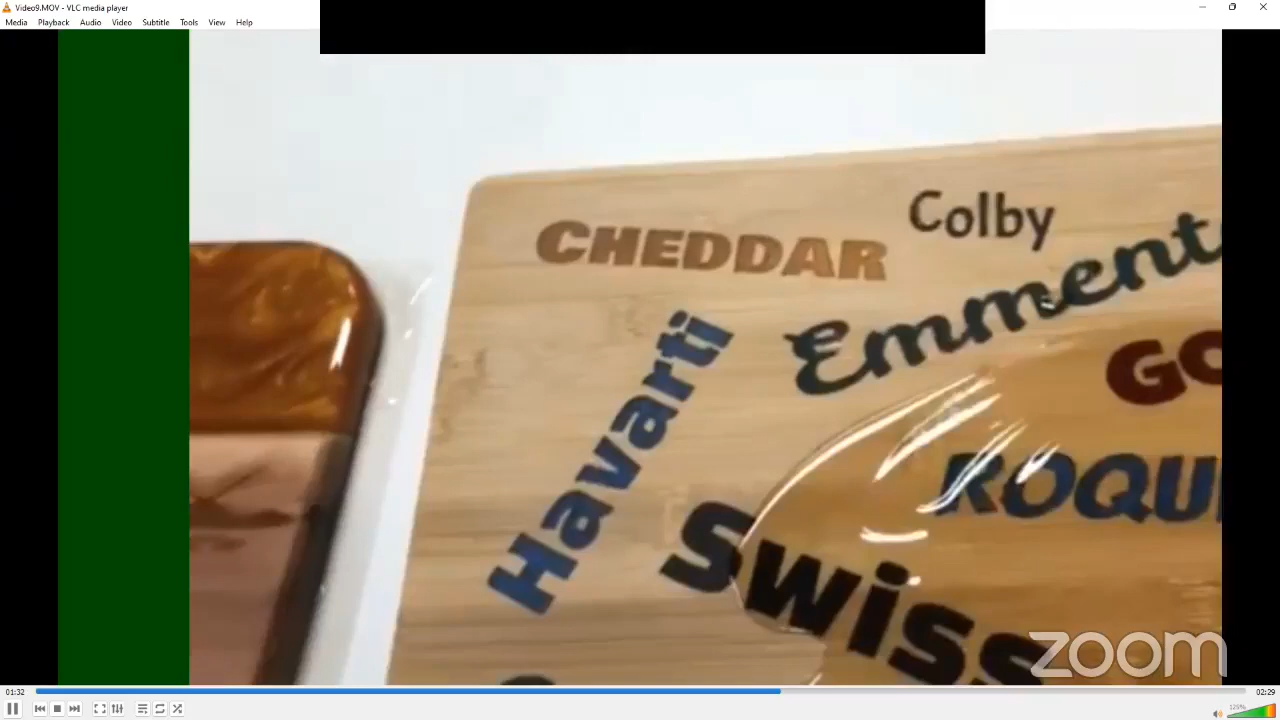 Video9.MOV - VLC media player
Media Playback Audio Video Subtitle Tools View Help
CHEDDAR
Colby
Emment
GO
Havarti
ROQU
Swiss
zoom
01:32
02:29
126%